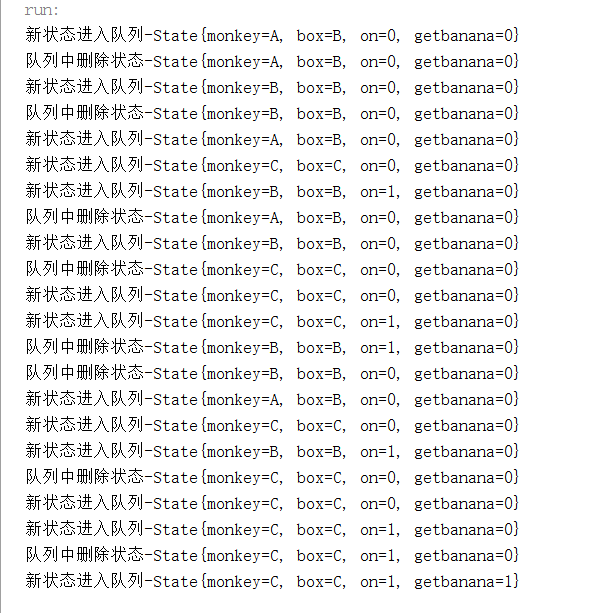 run:
新状态进入队列-State{monkey=A, box=B, on=0, getbanana=0}
队列中删除状态-State{monkey=A, box=B, on=0, getbanana=0}
新状态进入队列-State{monkey=B, box=B, on=0, getbanana=0}
队列中删除状态-State{monkey=B, box=B, on=0, getbanana=0}
新状态进入队列-State{monkey=A, box=B, on=0, getbanana=0}
新状态进入队列-State{monkey=C, box=C, on=0, getbanana=0}
新状态进入队列-State{monkey=B, box=B, on=1, getbanana=0}
队列中删除状态-State{monkey=A, box=B, on=0, getbanana=0}
新状态进入队列-State{monkey=B, box=B, on=0, getbanana=0}
队列中删除状态-State{monkey=C, box=C, on=0, getbanana=0}
新状态进入队列-State{monkey=C, box=C, on=0, getbanana=0}
新状态进入队列-State{monkey=C, box=C, on=1, getbanana=0}
队列中删除状态-State{monkey=B, box=B, on=1, getbanana=0}
队列中删除状态-State{monkey=B, box=B, on=0, getbanana=0}
新状态进入队列-State{monkey=A, box=B, on=0, getbanana=0}
新状态进入队列-State{monkey=C, box=C, on=0, getbanana=0}
新状态进入队列-State{monkey=B, box=B, on=1, getbanana=0}
队列中删除状态-State{monkey=C, box=C, on=0, getbanana=0}
新状态进入队列-State{monkey=C, box=C, on=0, getbanana=0}
新状态进入队列-State{monkey=C, box=C, on=1, getbanana=0}
队列中删除状态-State{monkey=C, box=C, on=1, getbanana=0}
新状态进入队列-State{monkey=C, box=C, on=1, getbanana=1}